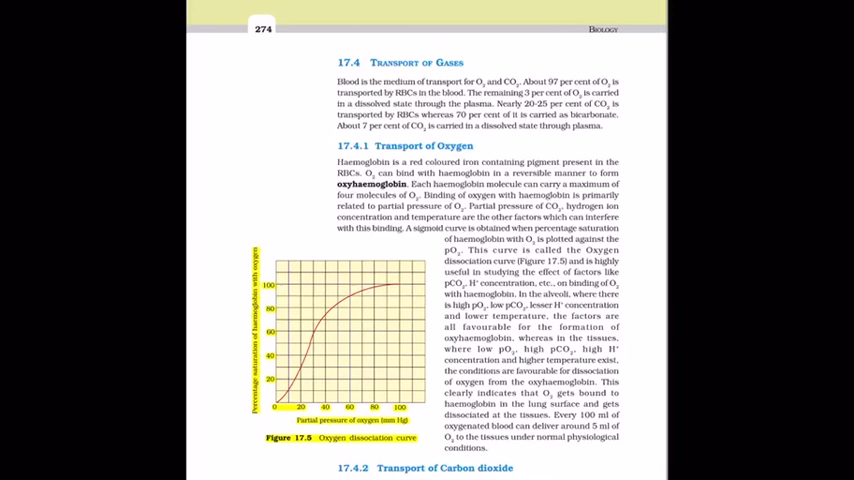 274
BIOLOGY
17.4 TRANSPORT OF GASES
Blood is the medium of transport for O2 and CO2. About 97 per cent of O2 is
transported by RBCs in the blood. The remaining 3 per cent of O2 is carried
in a dissolved state through the plasma. Nearly 20-25 per cent of CO2 is
transported by RBCs whereas 70 per cent of it is carried as bicarbonate.
About 7 per cent of CO2 is carried in a dissolved state through plasma.
17.4.1 Transport of Oxygen
Haemoglobin is a red coloured iron containing pigment present in the
RBCs. O2 can bind with haemoglobin in a reversible manner to form
oxyhaemoglobin. Each haemoglobin molecule can carry a maximum of
four molecules of O2. Binding of oxygen with haemoglobin is primarily
related to partial pressure of O2. Partial pressure of CO2, hydrogen ion
concentration and temperature are the other factors which can interfere
with this binding. A sigmoid curve is obtained when percentage saturation
of haemoglobin with O2 is plotted against the
pO2. This curve is called the Oxygen
dissociation curve (Figure 17.5) and is highly
useful in studying the effect of factors like
pCO2, H+ concentration, etc., on binding of O2
with haemoglobin. In the alveoli, where there
is high pO2, low pCO2, lesser H+ concentration
and lower temperature, the factors are
all favourable for the formation of
oxyhaemoglobin, whereas in the tissues,
where low pO2, high pCO2, high H+
concentration and higher temperature exist,
the conditions are favourable for dissociation
of oxygen from the oxyhaemoglobin. This
clearly indicates that O2 gets bound to
haemoglobin in the lung surface and gets
dissociated at the tissues. Every 100 ml of
oxygenated blood can deliver around 5 ml of
O2 to the tissues under normal physiological
conditions.
Percentage saturation of haemoglobin with oxygen
100
80
60
40
20
0 20 40 60 80 100
Partial pressure of oxygen (mm Hg)
Figure 17.5 Oxygen dissociation curve
17.4.2 Transport of Carbon dioxide